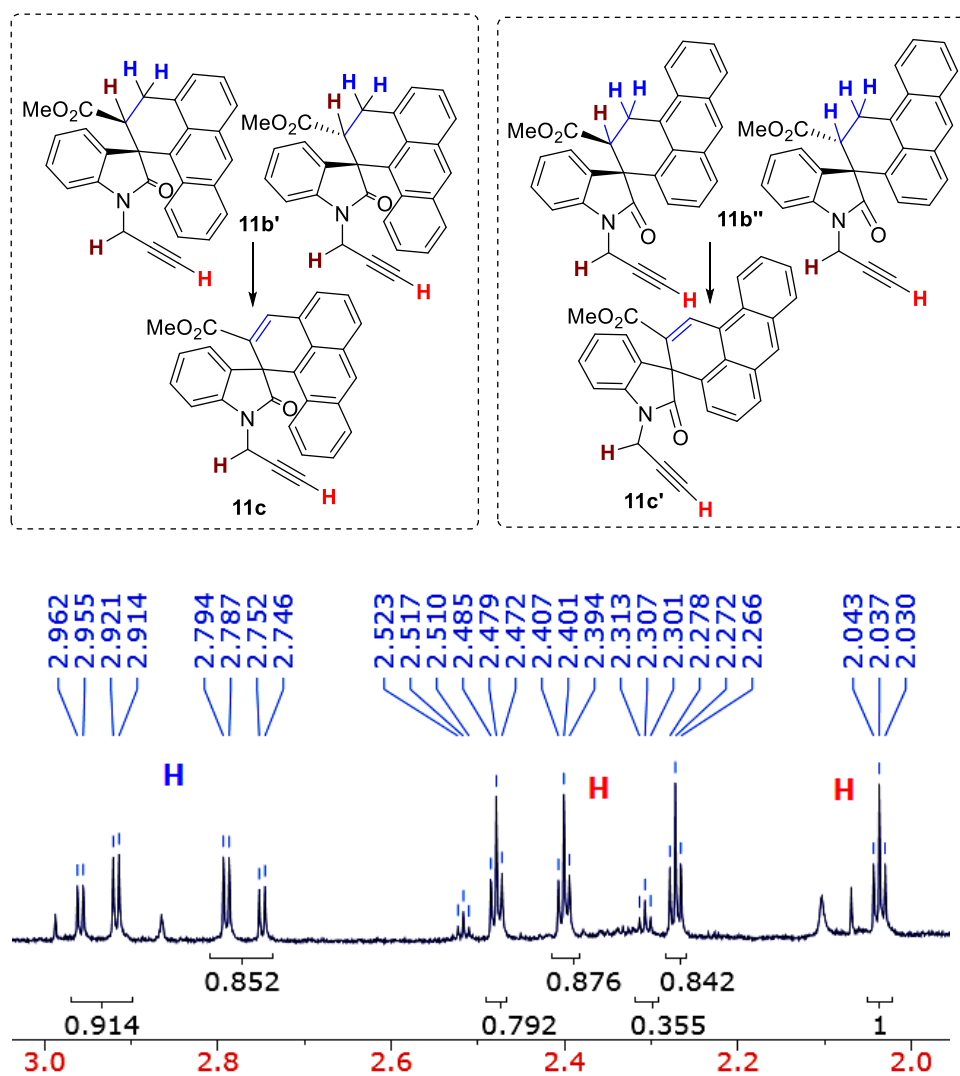 H H H H H H
H H H H
MeO₂C MeO₂C MeO₂C MeO₂C
O O O O
N N N N
11b' 11b"
H H H H
H H H H
MeO₂C MeO₂C
O O
N N
H H
H H
11c 11c'
2.962 2.955 2.921 2.914 2.794 2.787 2.752 2.746 2.523 2.517 2.510 2.485 2.479 2.472 2.407 2.401 2.394 2.313 2.307 2.301 2.278 2.272 2.266 2.043 2.037 2.030
H H H
0.852 0.876 0.842
0.914 0.792 0.355 1
3.0 2.8 2.6 2.4 2.2 2.0